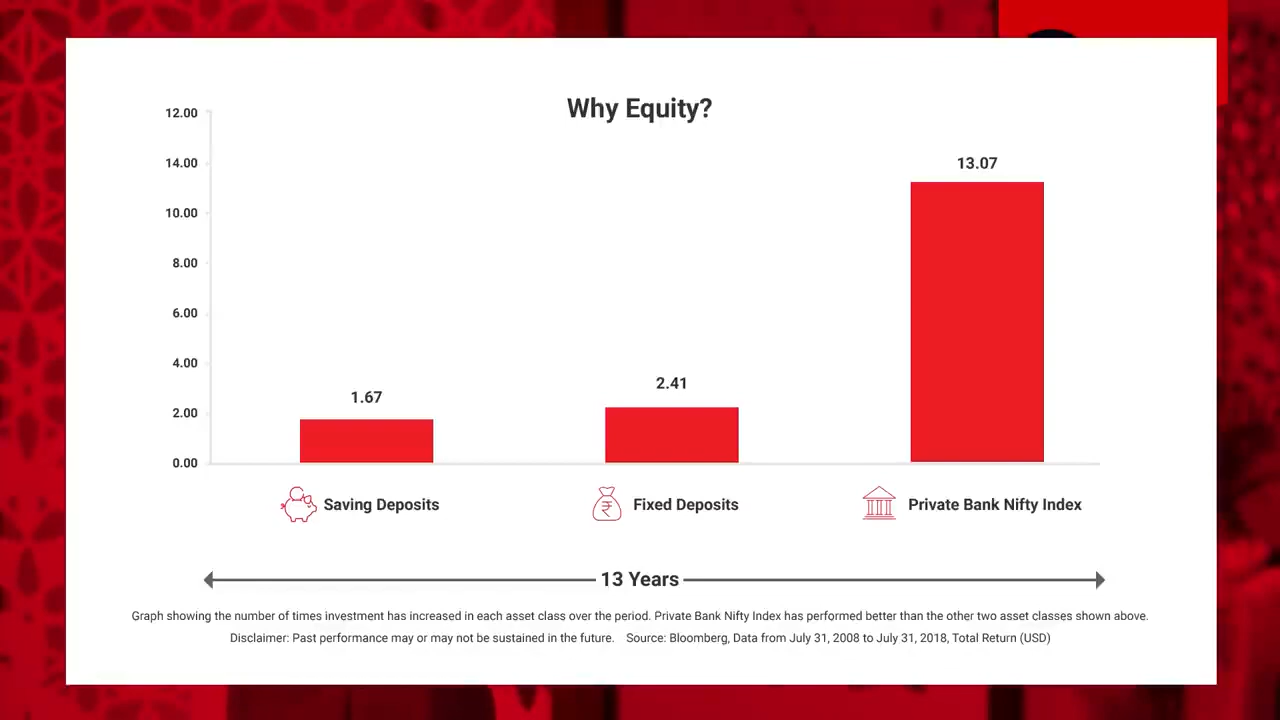 Why Equity?
12.00
14.00
10.00
8.00
6.00
4.00
2.00
0.00
1.67
2.41
13.07
Saving Deposits
Fixed Deposits
Private Bank Nifty Index
13 Years
Graph showing the number of times investment has increased in each asset class over the period. Private Bank Nifty Index has performed better than the other two asset classes shown above.
Disclaimer: Past performance may or may not be sustained in the future. Source: Bloomberg, Data from July 31, 2008 to July 31, 2018, Total Return (USD)